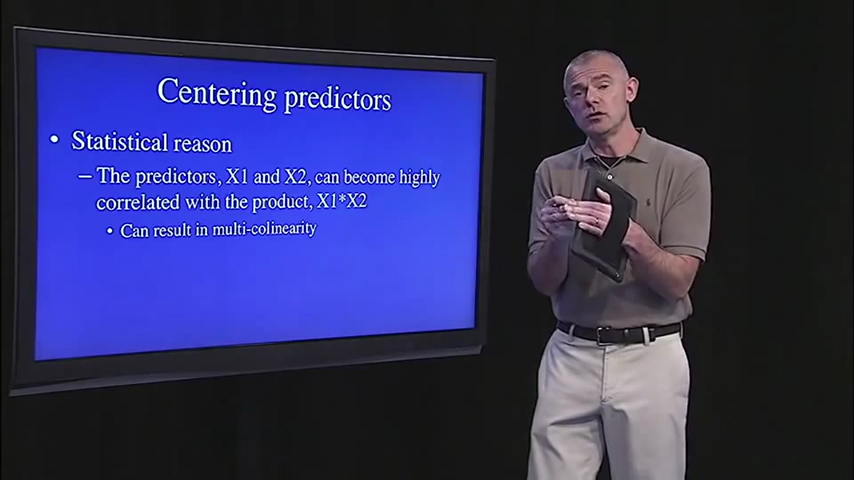 Centering predictors
• Statistical reason
– The predictors, X1 and X2, can become highly
correlated with the product, X1*X2
• Can result in multi-colinearity